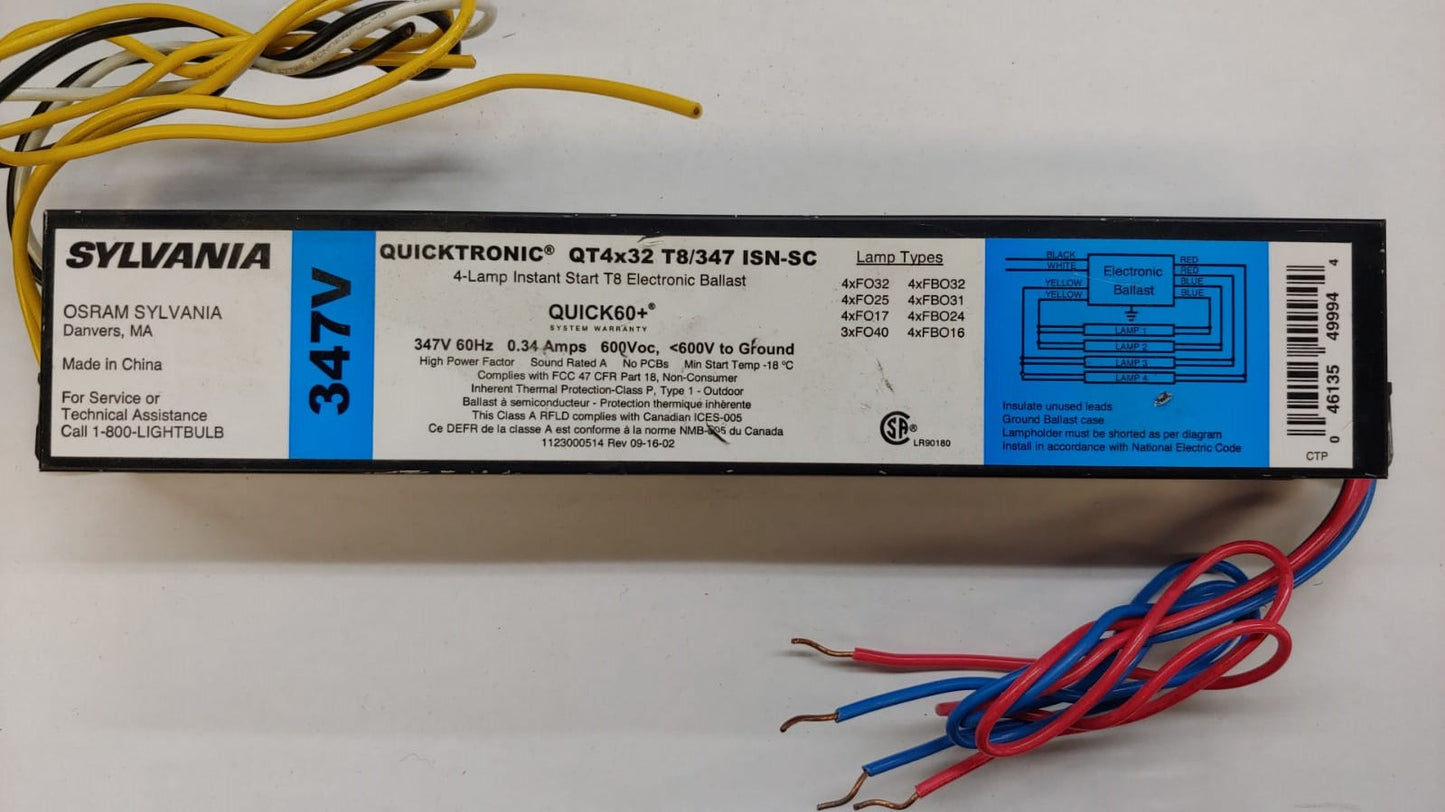 SYLVANIA
OSRAM SYLVANIA
Danvers, MA
Made in China
For Service or
Technical Assistance
Call 1-800-LIGHTBULB
347V
QUICKTRONIC® QT4x32 T8/347 ISN-SC
4-Lamp Instant Start T8 Electronic Ballast
QUICK60+®
SYSTEM WARRANTY
347V 60Hz 0.34 Amps 600Voc, <600V to Ground
High Power Factor Sound Rated A No PCBs Min Start Temp -18 ºC
Complies with FCC 47 CFR Part 18, Non-Consumer
Inherent Thermal Protection-Class P, Type 1 - Outdoor
Ballast à semiconducteur - Protection thermique inhèrente
This Class A RFLD complies with Canadian ICES-005
Ce DEFR de la classe A est conforme à la norme NMB-005 du Canada
1123000514 Rev 09-16-02
Lamp Types
4xFO32 4xFBO32
4xFO25 4xFBO31
4xFO17 4xFBO24
3xFO40 4xFBO16
SA® LR90180
BLACK
WHITE
YELLOW
YELLOW
Electronic
Ballast
RED
RED
BLUE
BLUE
LAMP 1
LAMP 2
LAMP 3
LAMP 4
Insulate unused leads
Ground Ballast case
Lampholder must be shorted as per diagram
Install in accordance with National Electric Code
0 46135 49994 4
CTP